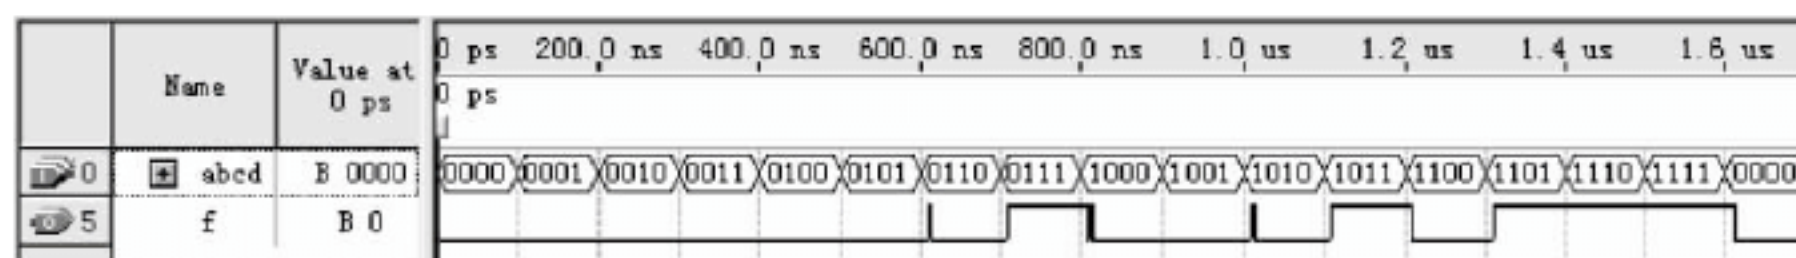 Name
Value at
0 ps
0 ps 200.0 ns 400.0 ns 600.0 ns 800.0 ns 1.0 us 1.2 us 1.4 us 1.6 us
0 ps
0 abcd B 0000 0000 0001 0010 0011 0100 0101 0110 0111 1000 1001 1010 1011 1100 1101 1110 1111 0000
5 f B 0